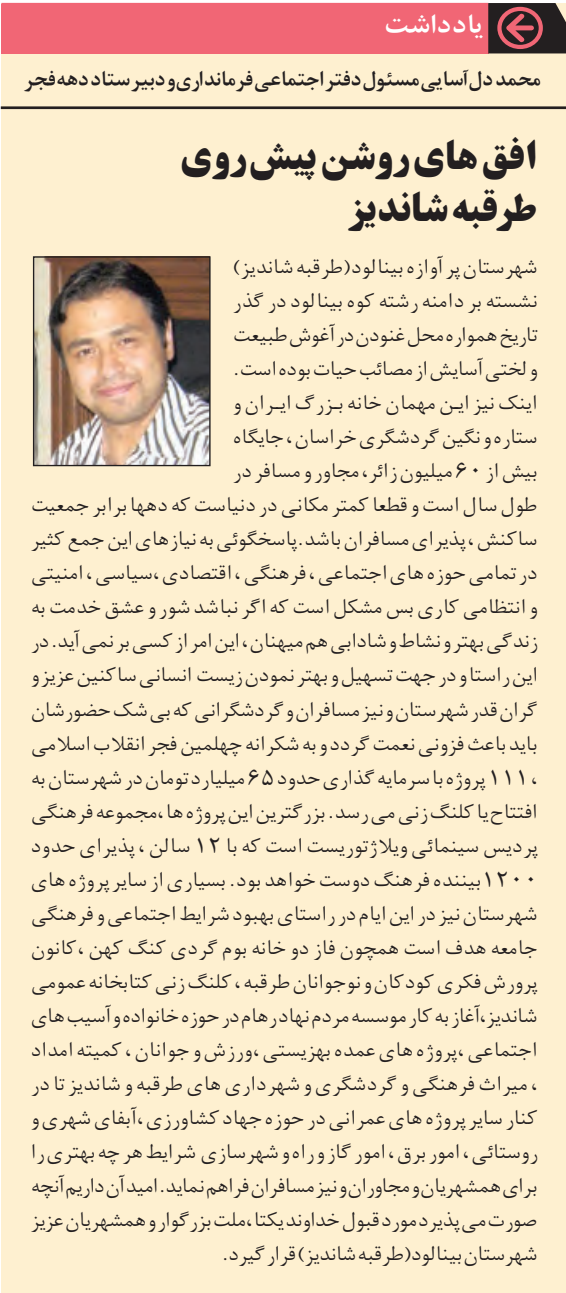 یادداشت
محمد دل‌آسایی مسئول دفتر اجتماعی فرمانداری و دبیر ستاد دهه فجر
افق های روشن پیش روی
طرقبه شاندیز
شهرستان پر آوازه بینالود(طرقبه شاندیز)
نشسته بر دامنه رشته کوه بینالود در گذر
تاریخ همواره محل غنودن در آغوش طبیعت
و لختی آسایش از مصائب حیات بوده است.
اینک نیز این مهمان خانه بزرگ ایران و
ستاره و نگین گردشگری خراسان ، جایگاه
بیش از ۶۰ میلیون زائر، مجاور و مسافر در
طول سال است و قطعا کمتر مکانی در دنیاست که دهها برابر جمعیت
ساکنش ، پذیرای مسافران باشد. پاسخگوئی به نیازهای این جمع کثیر
در تمامی حوزه های اجتماعی ، فرهنگی ، اقتصادی ،سیاسی ، امنیتی
و انتظامی کاری بس مشکل است که اگر نباشد شور و عشق خدمت به
زندگی بهتر و نشاط و شادابی هم میهنان ، این امر از کسی بر نمی آید. در
این راستا و در جهت تسهیل و بهتر نمودن زیست انسانی ساکنین عزیز و
گران قدر شهرستان و نیز مسافران و گردشگرانی که بی شک حضورشان
باید باعث فزونی نعمت گردد و به شکرانه چهلمین فجر انقلاب اسلامی
، ۱۱۱ پروژه با سرمایه گذاری حدود ۶۵ میلیارد تومان در شهرستان به
افتتاح یا کلنگ زنی می رسد. بزرگترین این پروژه ها ،مجموعه فرهنگی
پردیس سینمائی ویلاژتوریست است که با ۱۲ سالن ، پذیرای حدود
۱۲۰۰ بیننده فرهنگ دوست خواهد بود. بسیاری از سایر پروژه های
شهرستان نیز در این ایام در راستای بهبود شرایط اجتماعی و فرهنگی
جامعه هدف است همچون فاز دو خانه بوم گردی کنگ کهن ، کانون
پرورش فکری کودکان و نوجوانان طرقبه ، کلنگ زنی کتابخانه عمومی
شاندیز،آغاز به کار موسسه مردم نهاد رهام در حوزه خانواده و آسیب های
اجتماعی ،پروژه های عمده بهزیستی ،ورزش و جوانان ، کمیته امداد
، میراث فرهنگی و گردشگری و شهرداری های طرقبه و شاندیز تا در
کنار سایر پروژه های عمرانی در حوزه جهاد کشاورزی ،آبفای شهری و
روستائی ، امور برق ، امور گاز و راه و شهرسازی شرایط هر چه بهتری را
برای همشهریان و مجاوران و نیز مسافران فراهم نماید. امید آن داریم آنچه
صورت می پذیرد مورد قبول خداوند یکتا، ملت بزرگوار و همشهریان عزیز
شهرستان بینالود(طرقبه شاندیز) قرار گیرد.